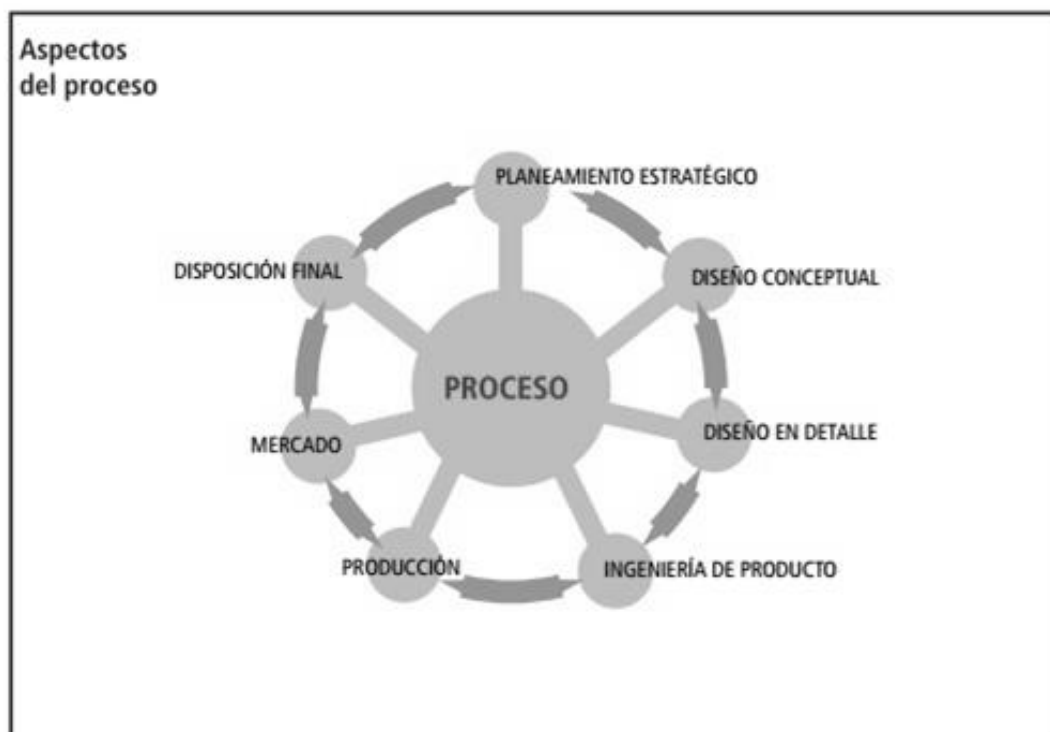 Aspectos
del proceso
PLANEAMIENTO ESTRATÉGICO
DISPOSICIÓN FINAL
DISEÑO CONCEPTUAL
PROCESO
MERCADO
DISEÑO EN DETALLE
PRODUCCIÓN
INGENIERÍA DE PRODUCTO